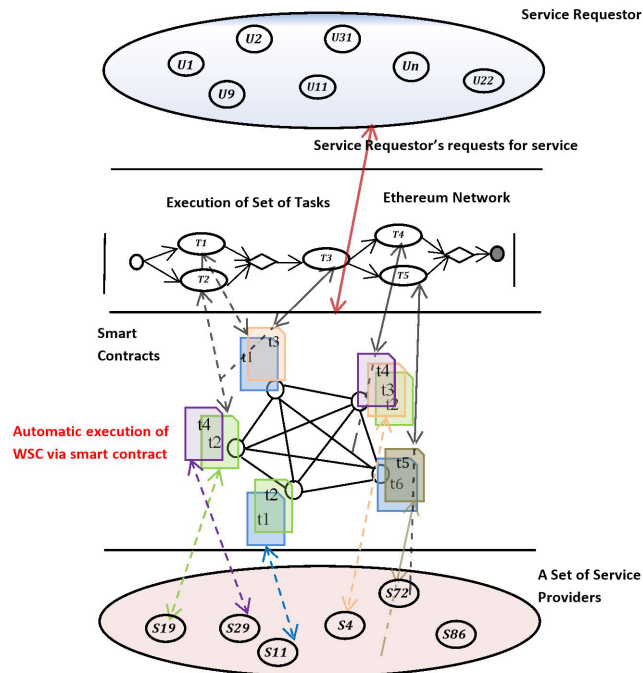 Service Requestor
U2
U31
U1
Un
U9
U11
U22
Service Requestor's requests for service
Execution of Set of Tasks
Ethereum Network
T1
T2
T3
T4
T5
Smart
Contracts
t3
t1
t4
t3
t2
Automatic execution of
WSC via smart contract
t4
t2
t5
t6
t2
t1
A Set of Service
Providers
S72
S19
S29
S4
S11
S86